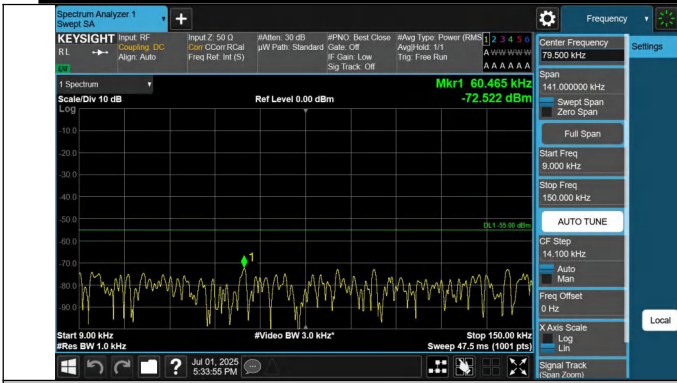 Spectrum Analyzer 1
Swept SA
+
Frequency
KEYSIGHT
RL
Input: RF
Coupling: DC
Align: Auto
Input Z: 50 Ω
Corr CCorr RCal
Freq Ref: Int (S)
#Atten: 30 dB
µW Path: Standard
#PNO: Best Close
Gate: Off
IF Gain: Low
Sig Track: Off
#Avg Type: Power (RMS
Avg|Hold: 1/1
Trig: Free Run
1 2 3 4 5 6
A W W W W W
A A A A A A
LXI
1 Spectrum
Scale/Div 10 dB
Ref Level 0.00 dBm
Mkr1 60.465 kHz
-72.522 dBm
Log
-10.0
-20.0
-30.0
-40.0
-50.0
-60.0
-70.0
-80.0
-90.0
DL1 -55.00 dBm
1
Start 9.00 kHz
#Res BW 1.0 kHz
#Video BW 3.0 kHz*
Stop 150.00 kHz
Sweep 47.5 ms (1001 pts)
?
Jul 01, 2025
5:33:55 PM
Center Frequency
79.500 kHz
Settings
Span
141.000000 kHz
Swept Span
Zero Span
Full Span
Start Freq
9.000 kHz
Stop Freq
150.000 kHz
AUTO TUNE
CF Step
14.100 kHz
Auto
Man
Freq Offset
0 Hz
X Axis Scale
Log
Lin
Local
Signal Track
(Span Zoom)